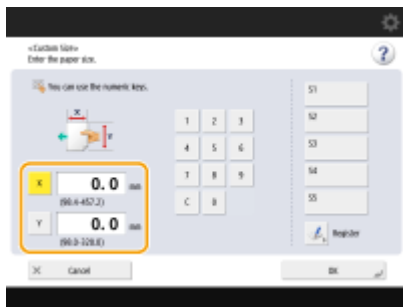 <Custom Size>
Enter the paper size.
?
You can use the numeric keys.
X
Y
1 2 3
4 5 6
7 8 9
C 0
S1
S2
S3
S4
S5
X 0. 0 mm
(98.4-457.2)
Y 0. 0 mm
(98.0-320.0)
Register
Cancel
OK